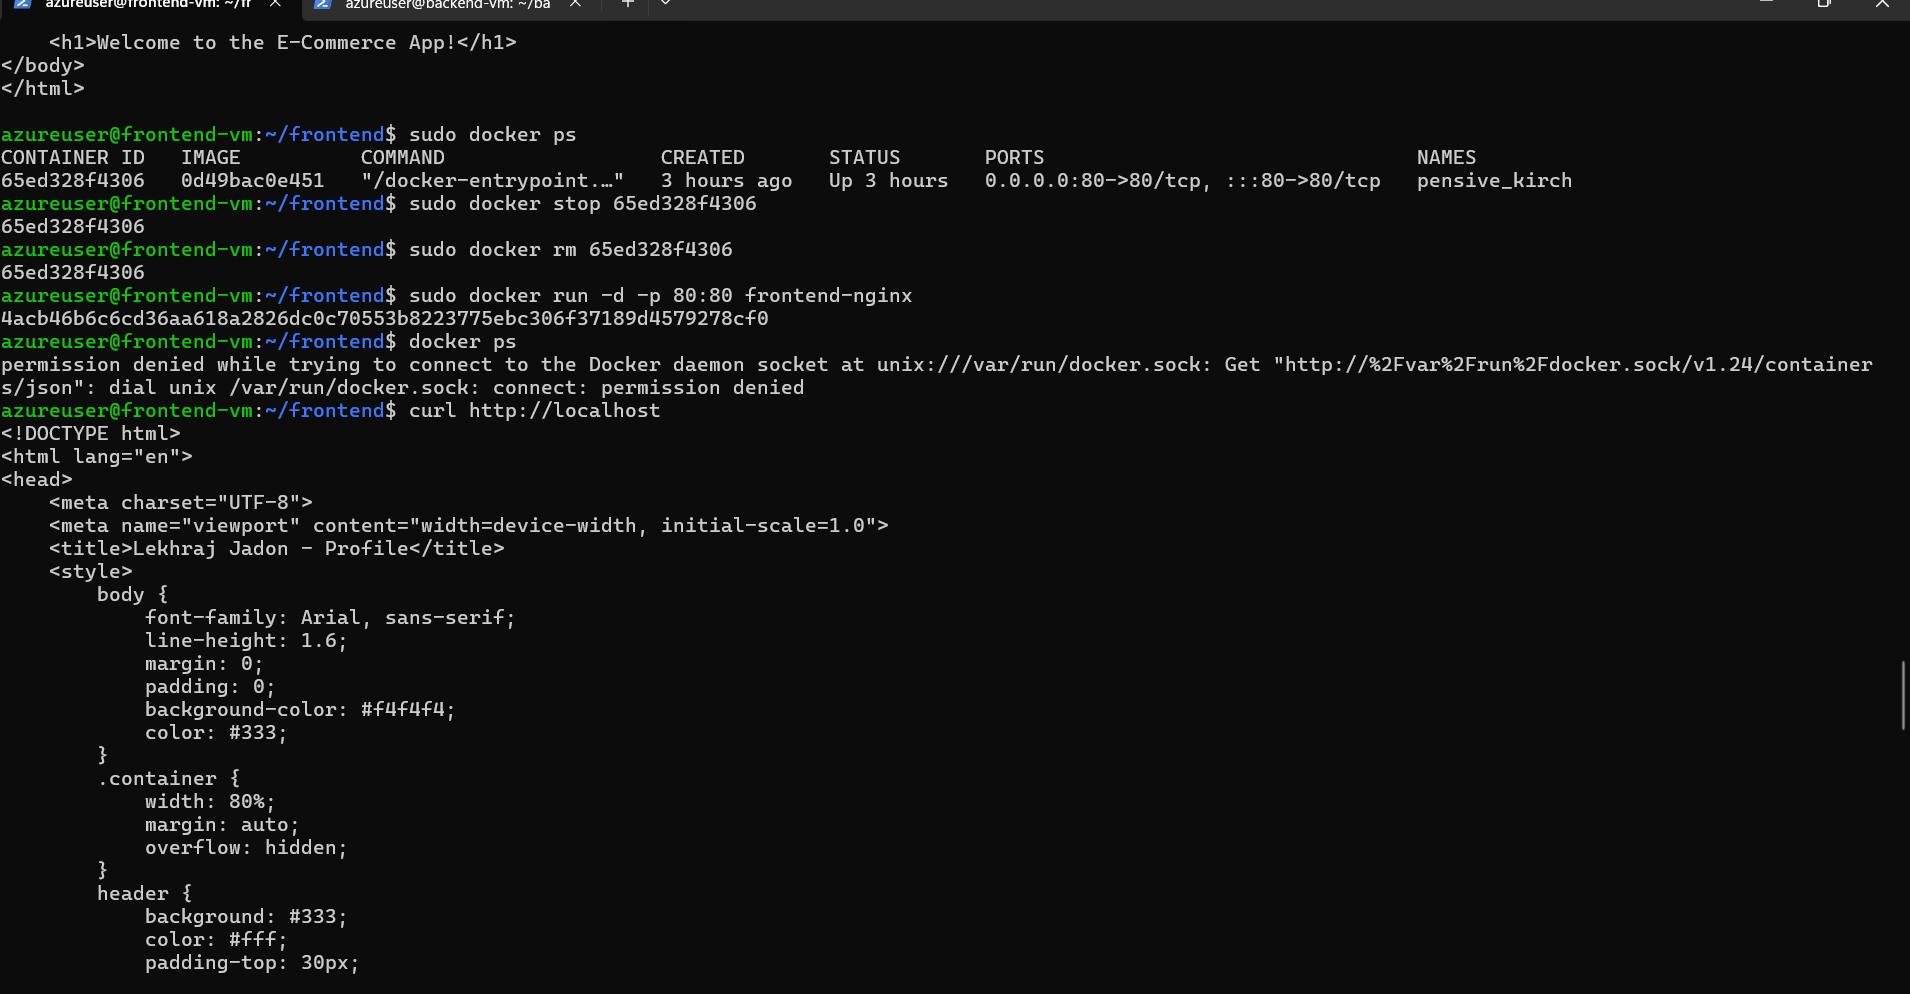 azureuser@frontend-vm: ~/fr
azureuser@backend-vm: ~/ba
    <h1>Welcome to the E-Commerce App!</h1>
</body>
</html>
azureuser@frontend-vm:~/frontend$ sudo docker ps
CONTAINER ID   IMAGE          COMMAND                  CREATED       STATUS       PORTS                               NAMES
65ed328f4306   0d49bac0e451   "/docker-entrypoint.…"   3 hours ago   Up 3 hours   0.0.0.0:80->80/tcp, :::80->80/tcp   pensive_kirch
azureuser@frontend-vm:~/frontend$ sudo docker stop 65ed328f4306
65ed328f4306
azureuser@frontend-vm:~/frontend$ sudo docker rm 65ed328f4306
65ed328f4306
azureuser@frontend-vm:~/frontend$ sudo docker run -d -p 80:80 frontend-nginx
4acb46b6c6cd36aa618a2826dc0c70553b8223775ebc306f37189d4579278cf0
azureuser@frontend-vm:~/frontend$ docker ps
permission denied while trying to connect to the Docker daemon socket at unix:///var/run/docker.sock: Get "http://%2Fvar%2Frun%2Fdocker.sock/v1.24/container
s/json": dial unix /var/run/docker.sock: connect: permission denied
azureuser@frontend-vm:~/frontend$ curl http://localhost
<!DOCTYPE html>
<html lang="en">
<head>
    <meta charset="UTF-8">
    <meta name="viewport" content="width=device-width, initial-scale=1.0">
    <title>Lekhraj Jadon - Profile</title>
    <style>
        body {
            font-family: Arial, sans-serif;
            line-height: 1.6;
            margin: 0;
            padding: 0;
            background-color: #f4f4f4;
            color: #333;
        }
        .container {
            width: 80%;
            margin: auto;
            overflow: hidden;
        }
        header {
            background: #333;
            color: #fff;
            padding-top: 30px;